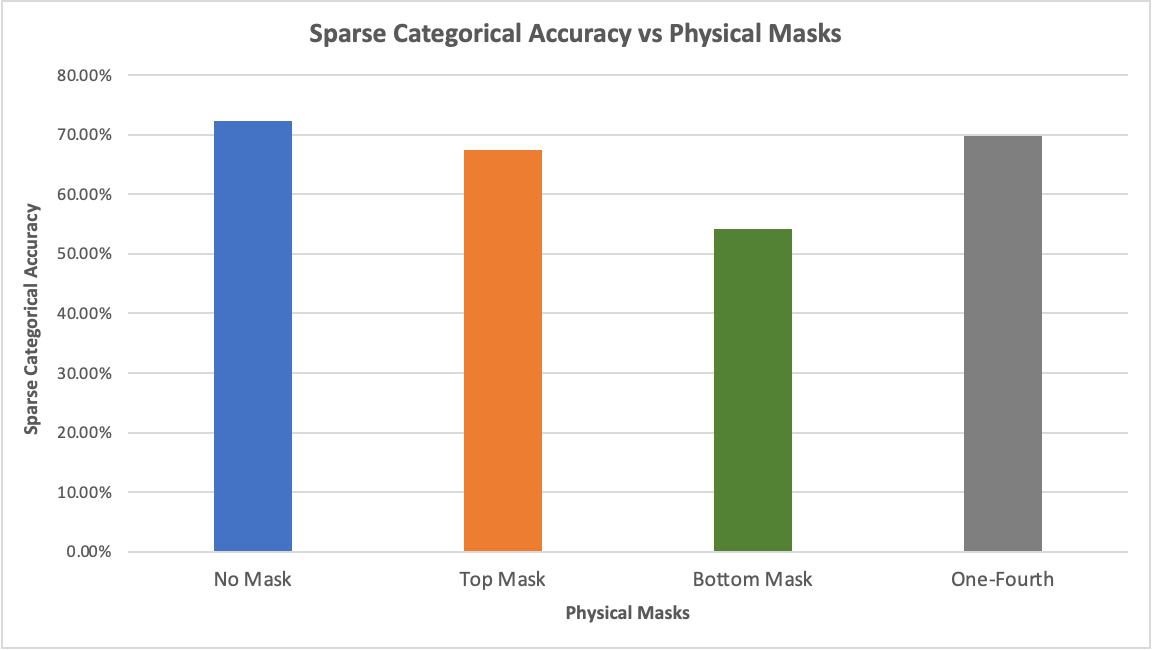 Sparse Categorical Accuracy vs Physical Masks
Sparse Categorical Accuracy
80.00%
70.00%
60.00%
50.00%
40.00%
30.00%
20.00%
10.00%
0.00%
No Mask
Top Mask
Bottom Mask
One-Fourth
Physical Masks